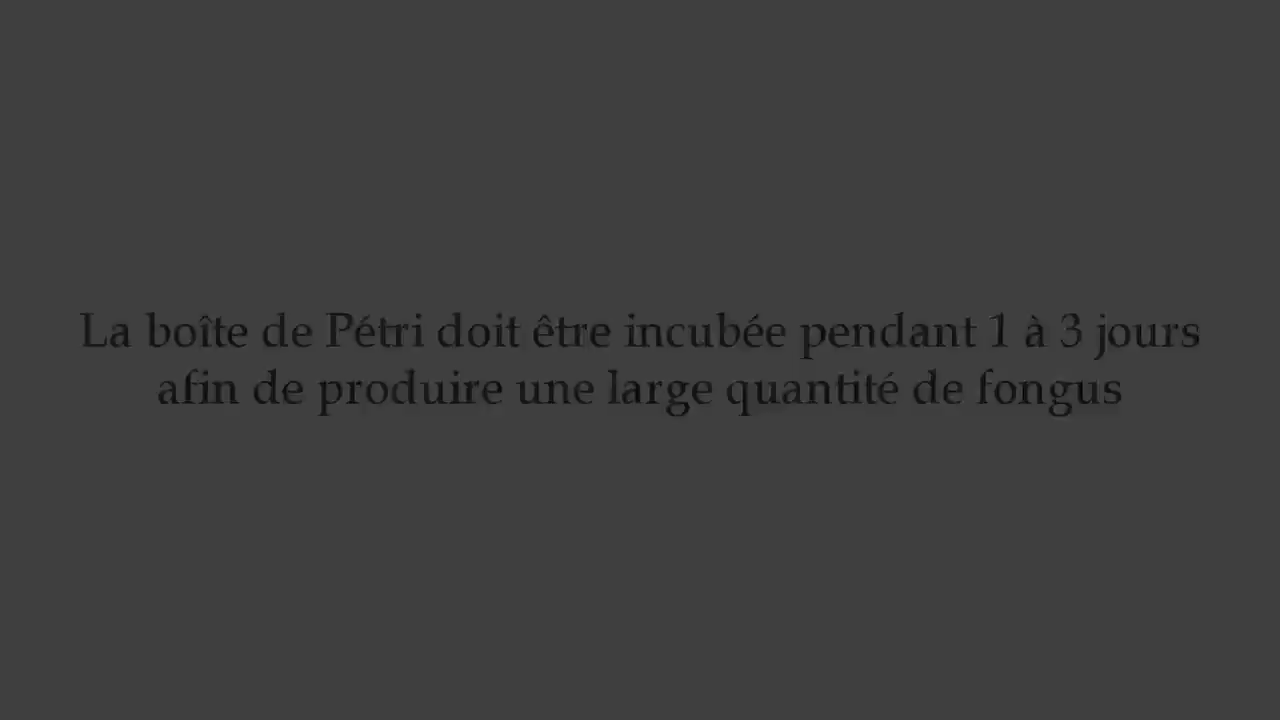 La boîte de Pétri doit être incubée pendant 1 à 3 jours
afin de produire une large quantité de fongus